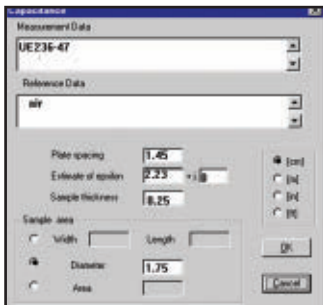 Capacitance
Measurement Data
UE236-47
Reference Data
air
Plate spacing 1.45
Estimate of epsilon 2.23 + i 0
Sample thickness 0.25
[cm]
[in]
[ft]
Sample area
Width Length
Diameter 1.75
Area
OK
Cancel